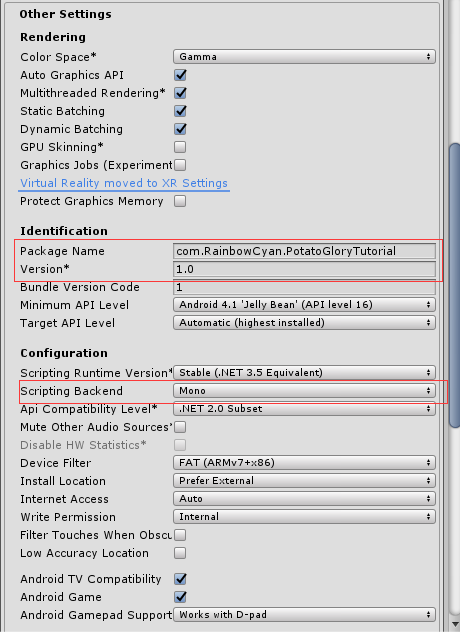 Other Settings
Rendering
Color Space* Gamma
Auto Graphics API
Multithreaded Rendering*
Static Batching
Dynamic Batching
GPU Skinning*
Graphics Jobs (Experiment
Virtual Reality moved to XR Settings
Protect Graphics Memory
Identification
Package Name com.RainbowCyan.PotatoGloryTutorial
Version* 1.0
Bundle Version Code 1
Minimum API Level Android 4.1 'Jelly Bean' (API level 16)
Target API Level Automatic (highest installed)
Configuration
Scripting Runtime Version* Stable (.NET 3.5 Equivalent)
Scripting Backend Mono
Api Compatibility Level* .NET 2.0 Subset
Mute Other Audio Sources*
Disable HW Statistics*
Device Filter FAT (ARMv7+x86)
Install Location Prefer External
Internet Access Auto
Write Permission Internal
Filter Touches When Obscu
Low Accuracy Location
Android TV Compatibility
Android Game
Android Gamepad Support Works with D-pad